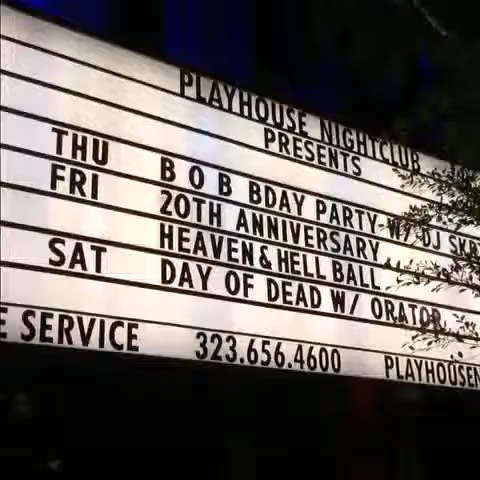 PLAYHOUSE NIGHTCLUB
PRESENTS
THU B O B BDAY PARTY-W/ DJ
FRI 20TH ANNIVERSARY
HEAVEN & HELL BALL
SAT DAY OF DEAD W/ ORATOR
SERVICE 323.656.4600